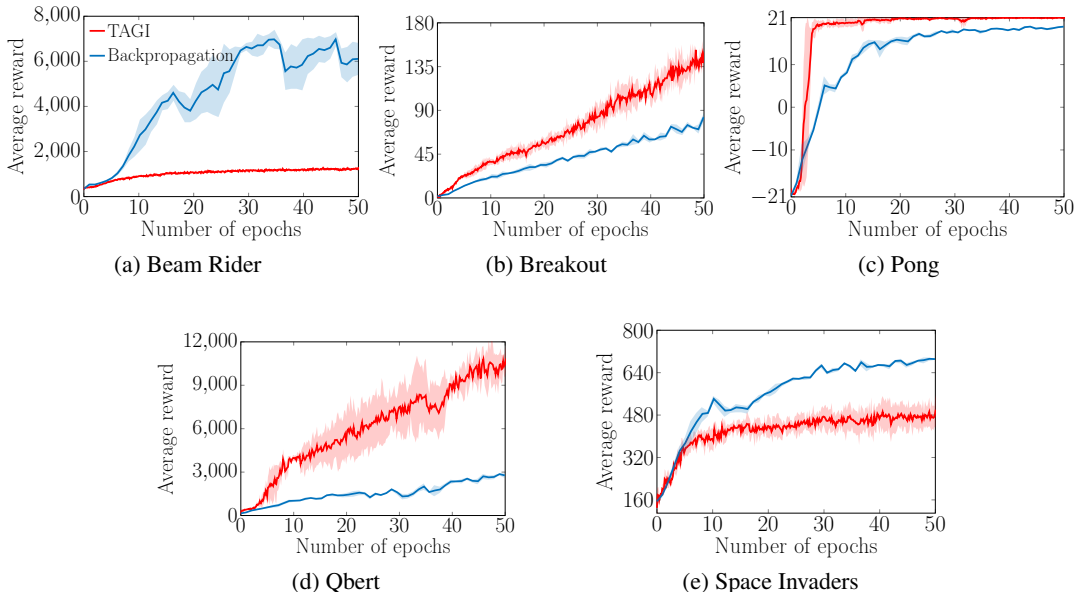 8,000
6,000
4,000
2,000
0
Average reward
TAGI
Backpropagation
0 10 20 30 40 50
Number of epochs
(a) Beam Rider
180
135
90
45
0
Average reward
0 10 20 30 40 50
Number of epochs
(b) Breakout
21
10
0
−10
−21
Average reward
0 10 20 30 40 50
Number of epochs
(c) Pong
12,000
9,000
6,000
3,000
0
Average reward
0 10 20 30 40 50
Number of epochs
(d) Qbert
800
640
480
320
160
Average reward
0 10 20 30 40 50
Number of epochs
(e) Space Invaders